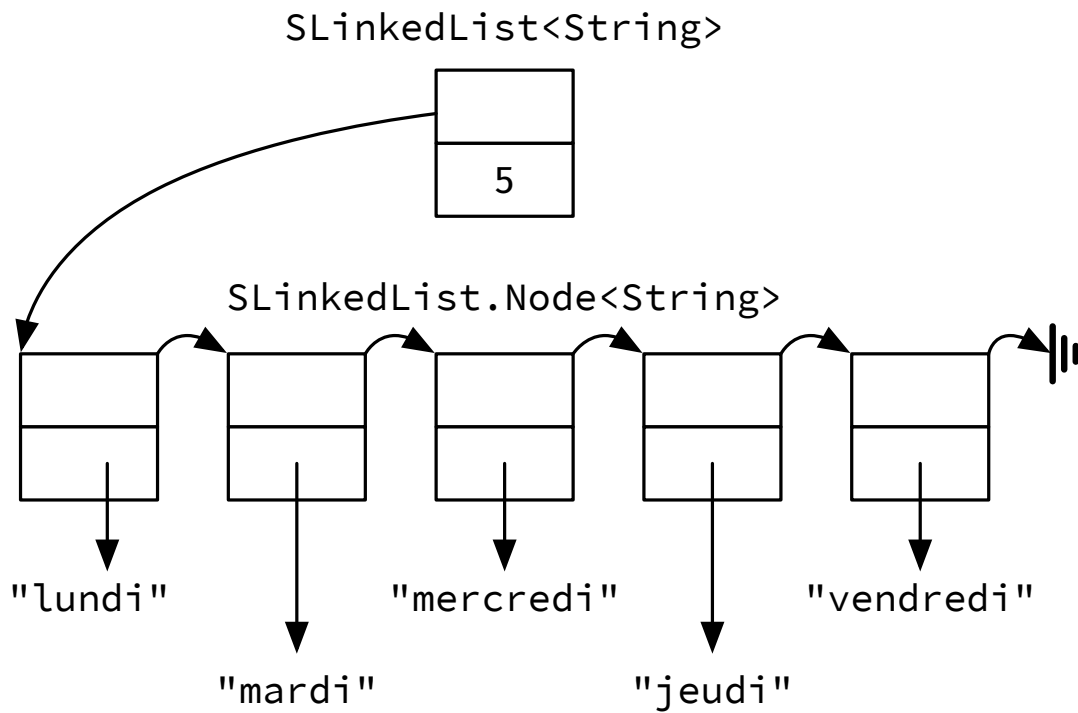 SLinkedList<String>
5
SLinkedList.Node<String>
"lundi"
"mercredi"
"vendredi"
"mardi"
"jeudi"